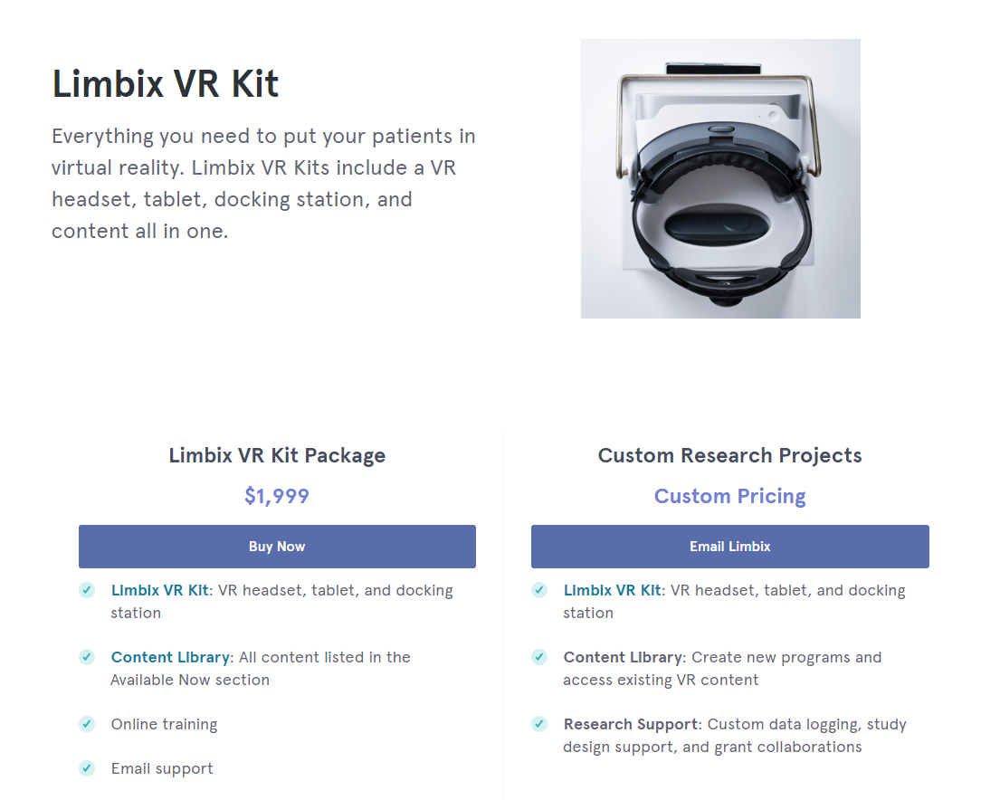 Limbix VR Kit
Everything you need to put your patients in
virtual reality. Limbix VR Kits include a VR
headset, tablet, docking station, and
content all in one.
Limbix VR Kit Package
$1,999
Buy Now
Limbix VR Kit: VR headset, tablet, and docking
station
Content Library: All content listed in the
Available Now section
Online training
Email support
Custom Research Projects
Custom Pricing
Email Limbix
Limbix VR Kit: VR headset, tablet, and docking
station
Content Library: Create new programs and
access existing VR content
Research Support: Custom data logging, study
design support, and grant collaborations